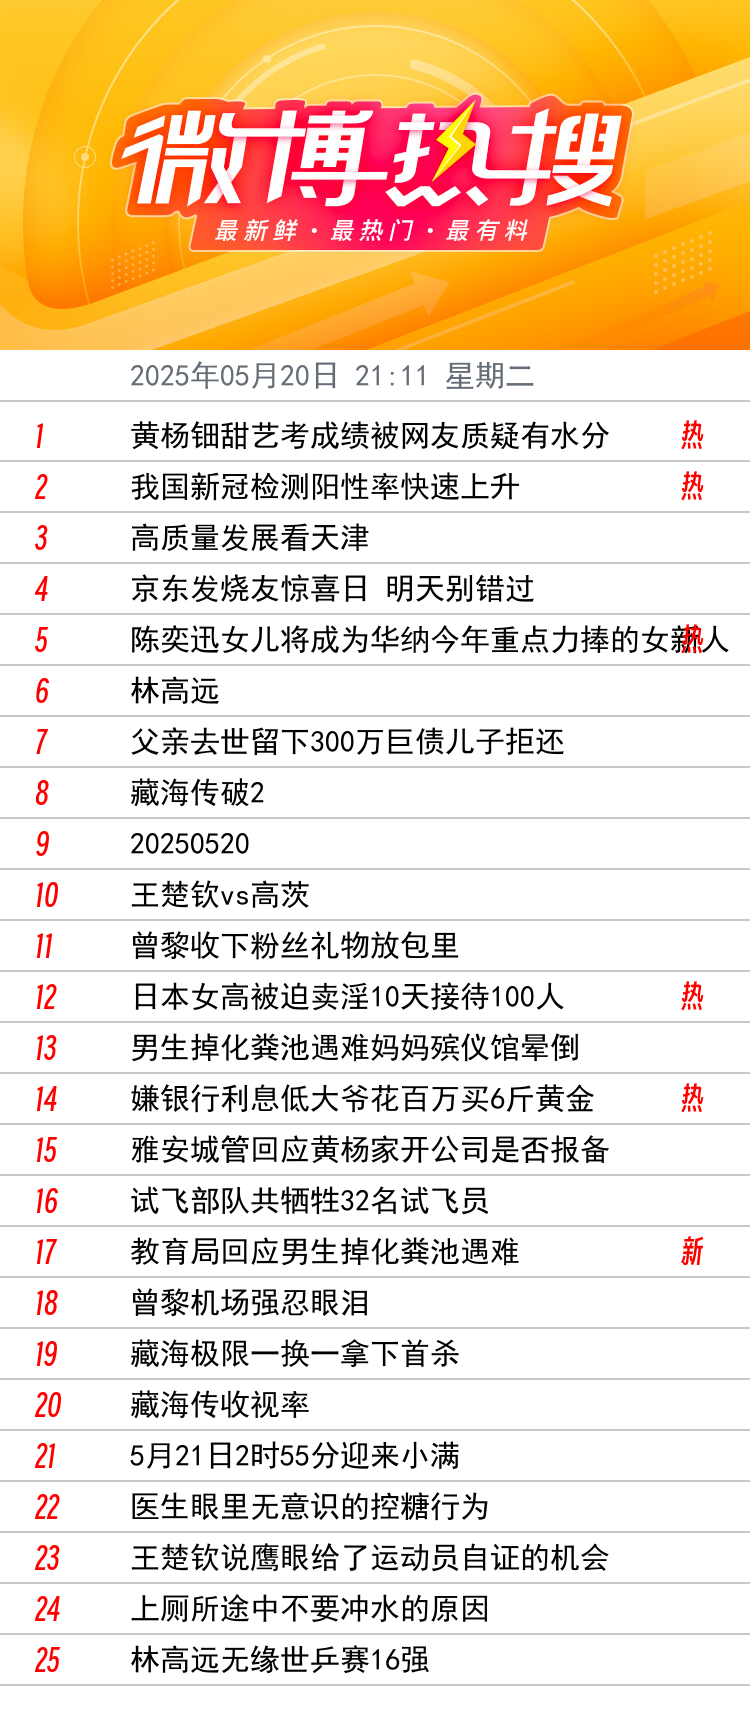 微博热搜
最新鲜·最热门·最有料
2025年05月20日 21:11 星期二
1 黄杨钿甜艺考成绩被网友质疑有水分 热
2 我国新冠检测阳性率快速上升 热
3 高质量发展看天津
4 京东发烧友惊喜日 明天别错过
5 陈奕迅女儿将成为华纳今年重点力捧的女新人 热
6 林高远
7 父亲去世留下300万巨债儿子拒还
8 藏海传破2
9 20250520
10 王楚钦vs高茨
11 曾黎收下粉丝礼物放包里
12 日本女高被迫卖淫10天接待100人 热
13 男生掉化粪池遇难妈妈殡仪馆晕倒
14 嫌银行利息低大爷花百万买6斤黄金 热
15 雅安城管回应黄杨家开公司是否报备
16 试飞部队共牺牲32名试飞员
17 教育局回应男生掉化粪池遇难 新
18 曾黎机场强忍眼泪
19 藏海极限一换一拿下首杀
20 藏海传收视率
21 5月21日2时55分迎来小满
22 医生眼里无意识的控糖行为
23 王楚钦说鹰眼给了运动员自证的机会
24 上厕所途中不要冲水的原因
25 林高远无缘世乒赛16强